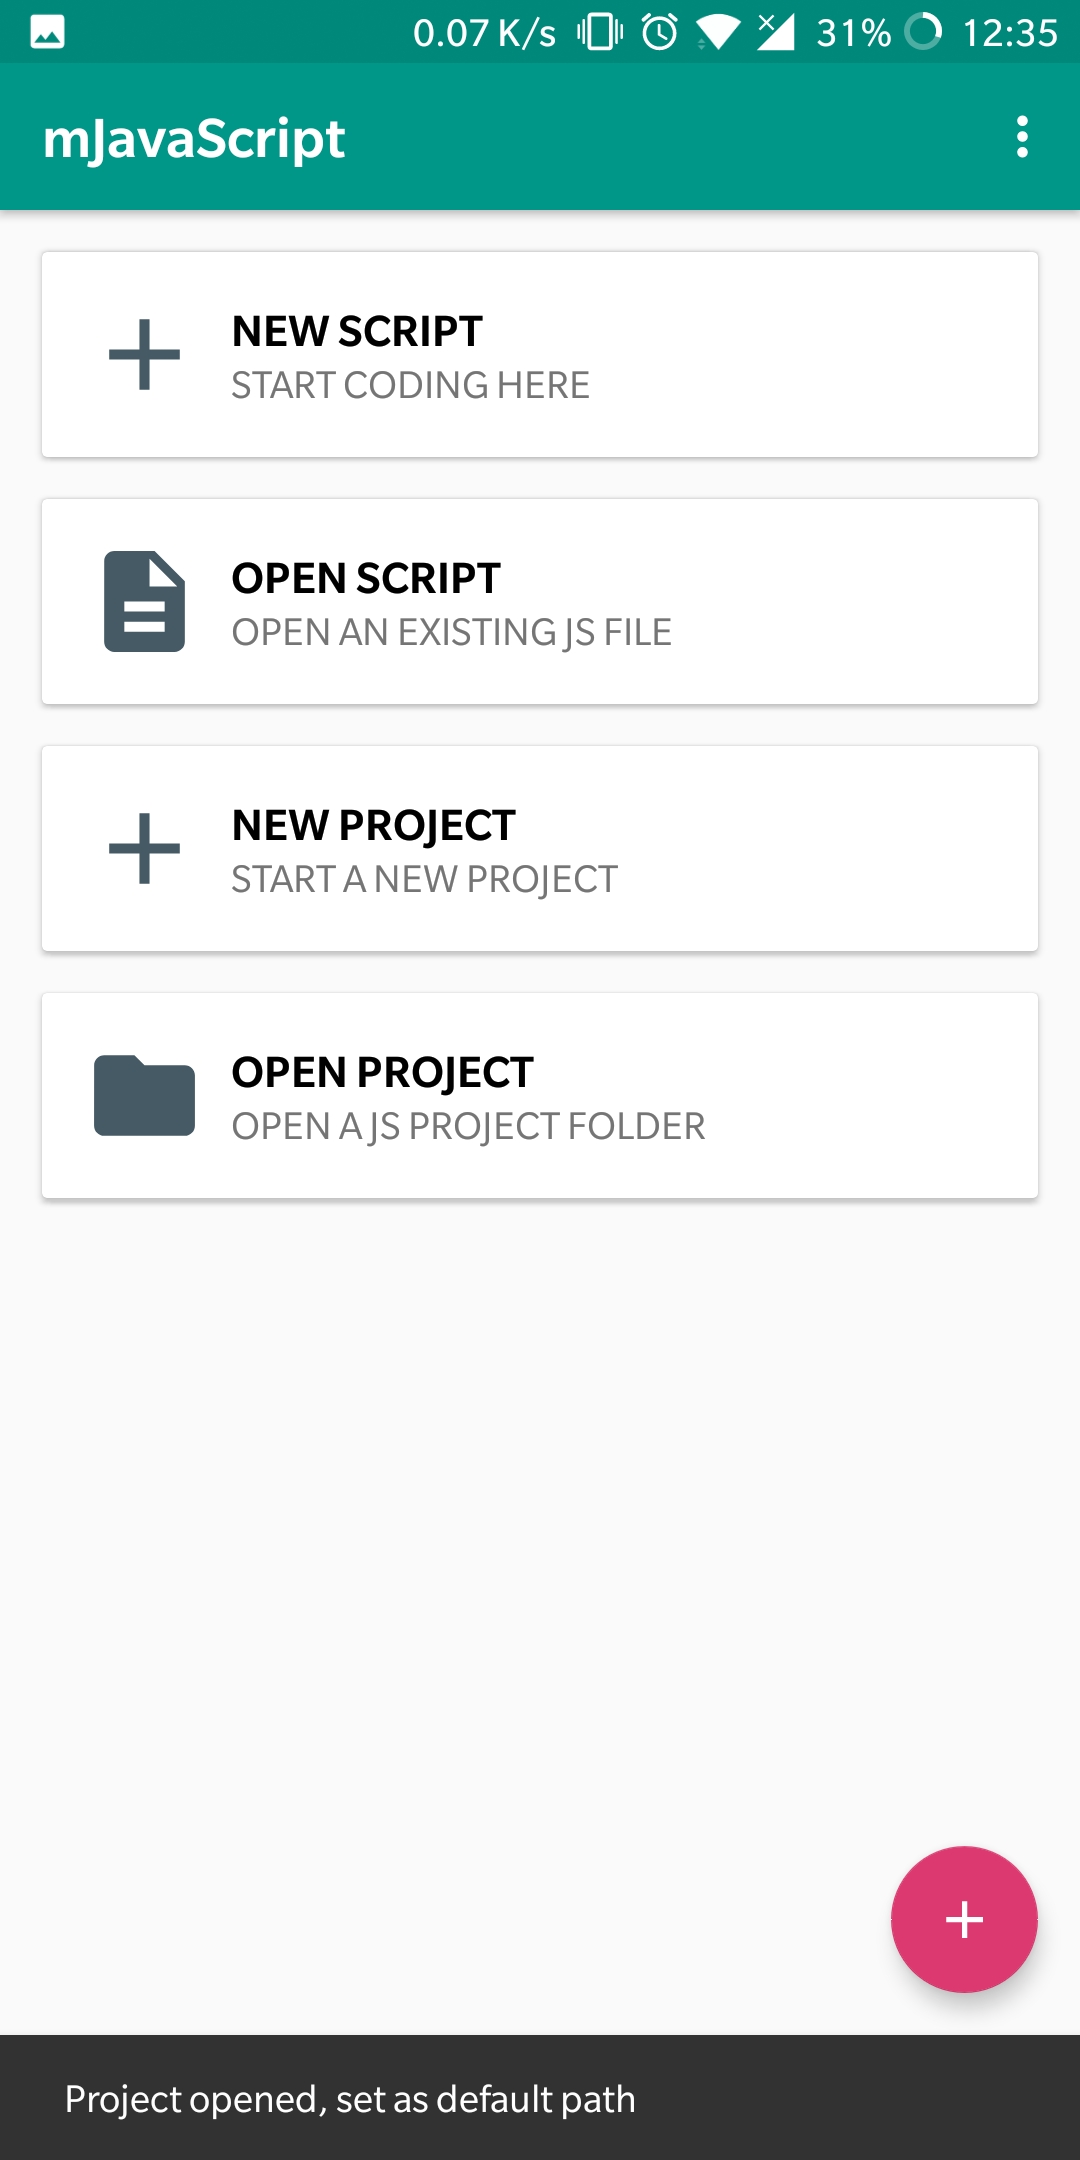 0.07 K/s 31% 12:35
mJavaScript
NEW SCRIPT
START CODING HERE
OPEN SCRIPT
OPEN AN EXISTING JS FILE
NEW PROJECT
START A NEW PROJECT
OPEN PROJECT
OPEN A JS PROJECT FOLDER
Project opened, set as default path